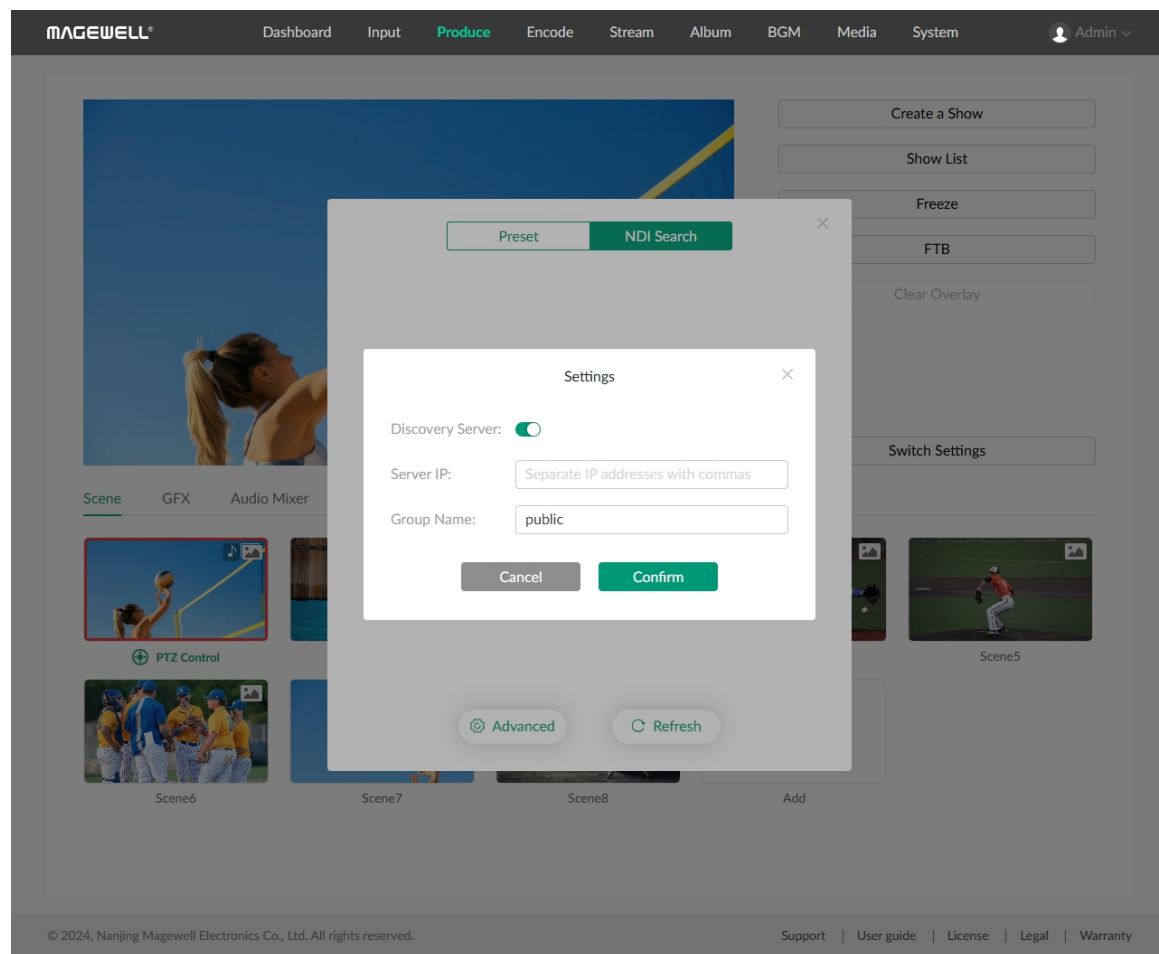 MAGEWELL® Dashboard Input Produce Encode Stream Album BGM Media System Admin
Create a Show
Show List
Freeze
Preset NDI Search
FTB
Clear Overlay
Settings
Discovery Server:
Switch Settings
Server IP: Separate IP addresses with commas
Scene GFX Audio Mixer
Group Name: public
Cancel Confirm
PTZ Control Scene5
Advanced Refresh
Scene6 Scene7 Scene8 Add
© 2024, Nanjing Magewell Electronics Co., Ltd. All rights reserved. Support | User guide | License | Legal | Warranty